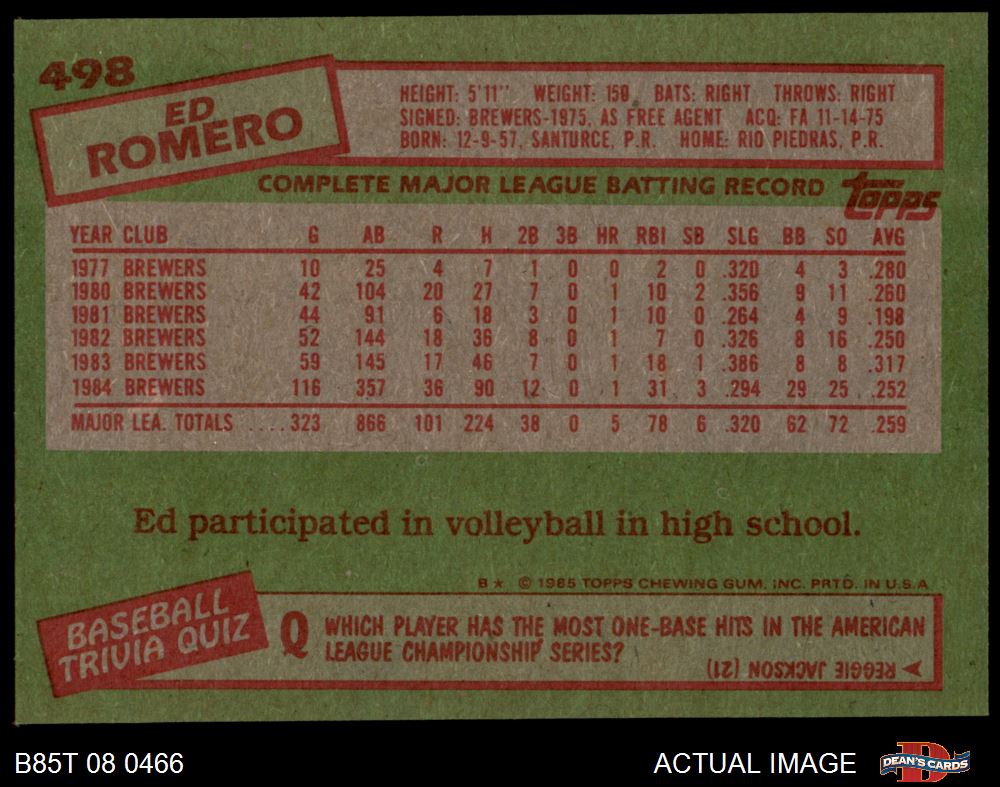 498
ED
ROMERO
HEIGHT: 5'11" WEIGHT: 150 BATS: RIGHT THROWS: RIGHT
SIGNED: BREWERS-1975, AS FREE AGENT ACQ: FA 11-14-75
BORN: 12-9-57, SANTURCE, P.R. HOME: RIO PIEDRAS, P.R.
COMPLETE MAJOR LEAGUE BATTING RECORD
topps
YEAR CLUB G AB R H 2B 3B HR RBI SB SLG BB SO AVG
1977 BREWERS 10 25 4 7 1 0 0 2 0 .320 4 3 .280
1980 BREWERS 42 104 20 27 7 0 1 10 2 .356 9 11 .260
1981 BREWERS 44 91 6 18 3 0 1 10 0 .264 4 9 .198
1982 BREWERS 52 144 18 36 8 0 1 7 0 .326 8 16 .250
1983 BREWERS 59 145 17 46 7 0 1 18 1 .386 8 8 .317
1984 BREWERS 116 357 36 90 12 0 1 31 3 .294 29 25 .252
MAJOR LEA. TOTALS ....323 866 101 224 38 0 5 78 6 .320 62 72 .259
Ed participated in volleyball in high school.
B★ © 1985 TOPPS CHEWING GUM, INC. PRTD. IN U.S.A.
BASEBALL
TRIVIA QUIZ
Q WHICH PLAYER HAS THE MOST ONE-BASE HITS IN THE AMERICAN
LEAGUE CHAMPIONSHIP SERIES?
REGGIE JACKSON (21)
B85T 08 0466
ACTUAL IMAGE
D
DEAN'S CARDS